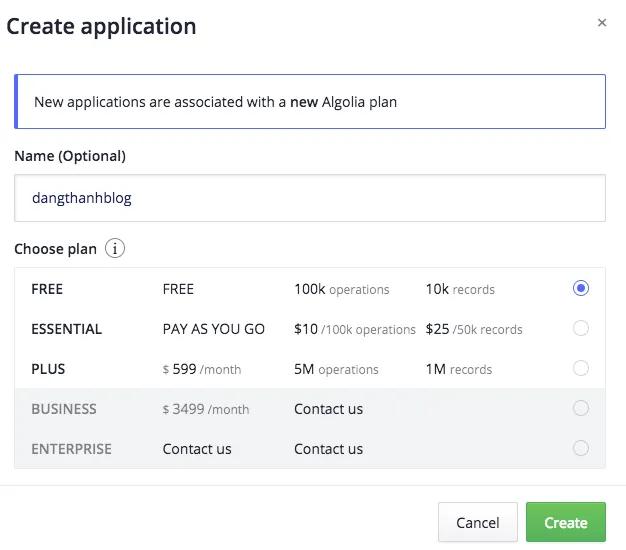 Create application ×
New applications are associated with a new Algolia plan
Name (Optional)
dangthanhblog
Choose plan i
FREE FREE 100k operations 10k records
ESSENTIAL PAY AS YOU GO $10 /100k operations $25 /50k records
PLUS $ 599 /month 5M operations 1M records
BUSINESS $ 3499 /month Contact us
ENTERPRISE Contact us Contact us
Cancel Create